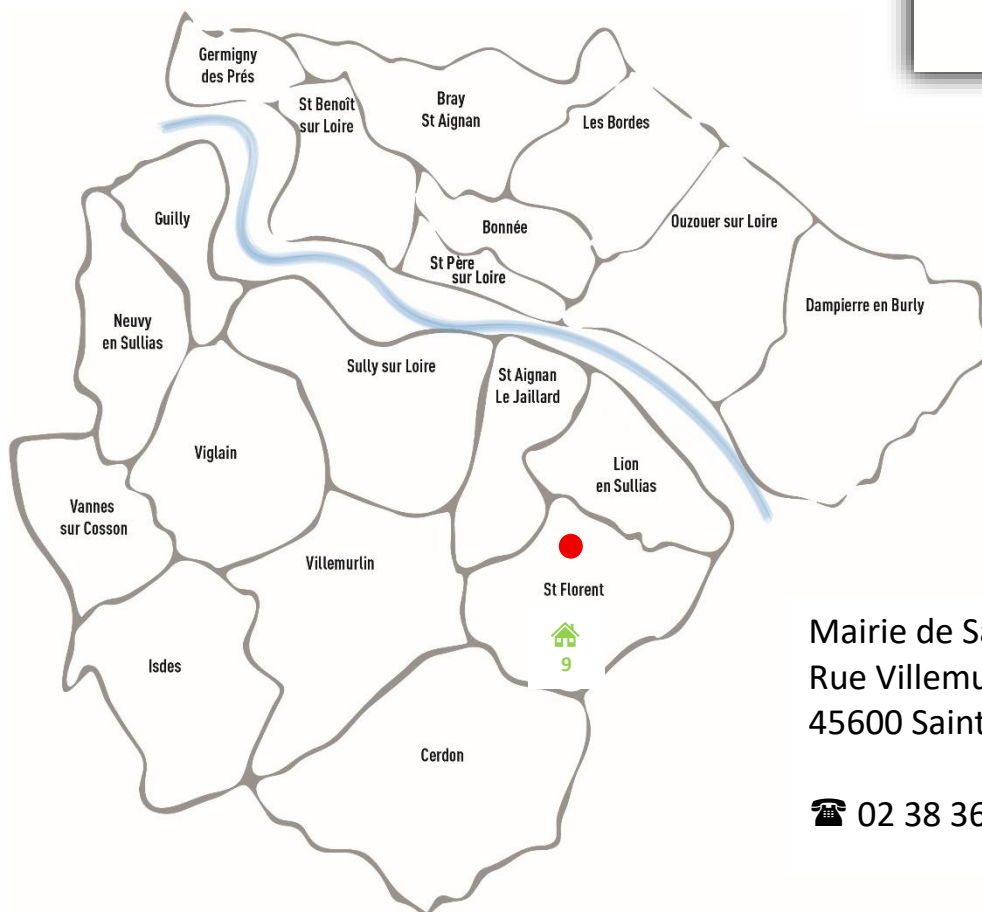 Germigny
des Prés
St Benoît
sur Loire
Bray
St Aignan
Les Bordes
Guilly
Bonnée
Ouzouer sur Loire
St Père
sur Loire
Dampierre en Burly
Neuvy
en Sullias
Sully sur Loire
St Aignan
Le Jaillard
Viglain
Lion
en Sullias
Vannes
sur Cosson
Villemurlin
St Florent
Isdes
9
Cerdon
Mairie de Sa
Rue Villemu
45600 Saint
☎ 02 38 36